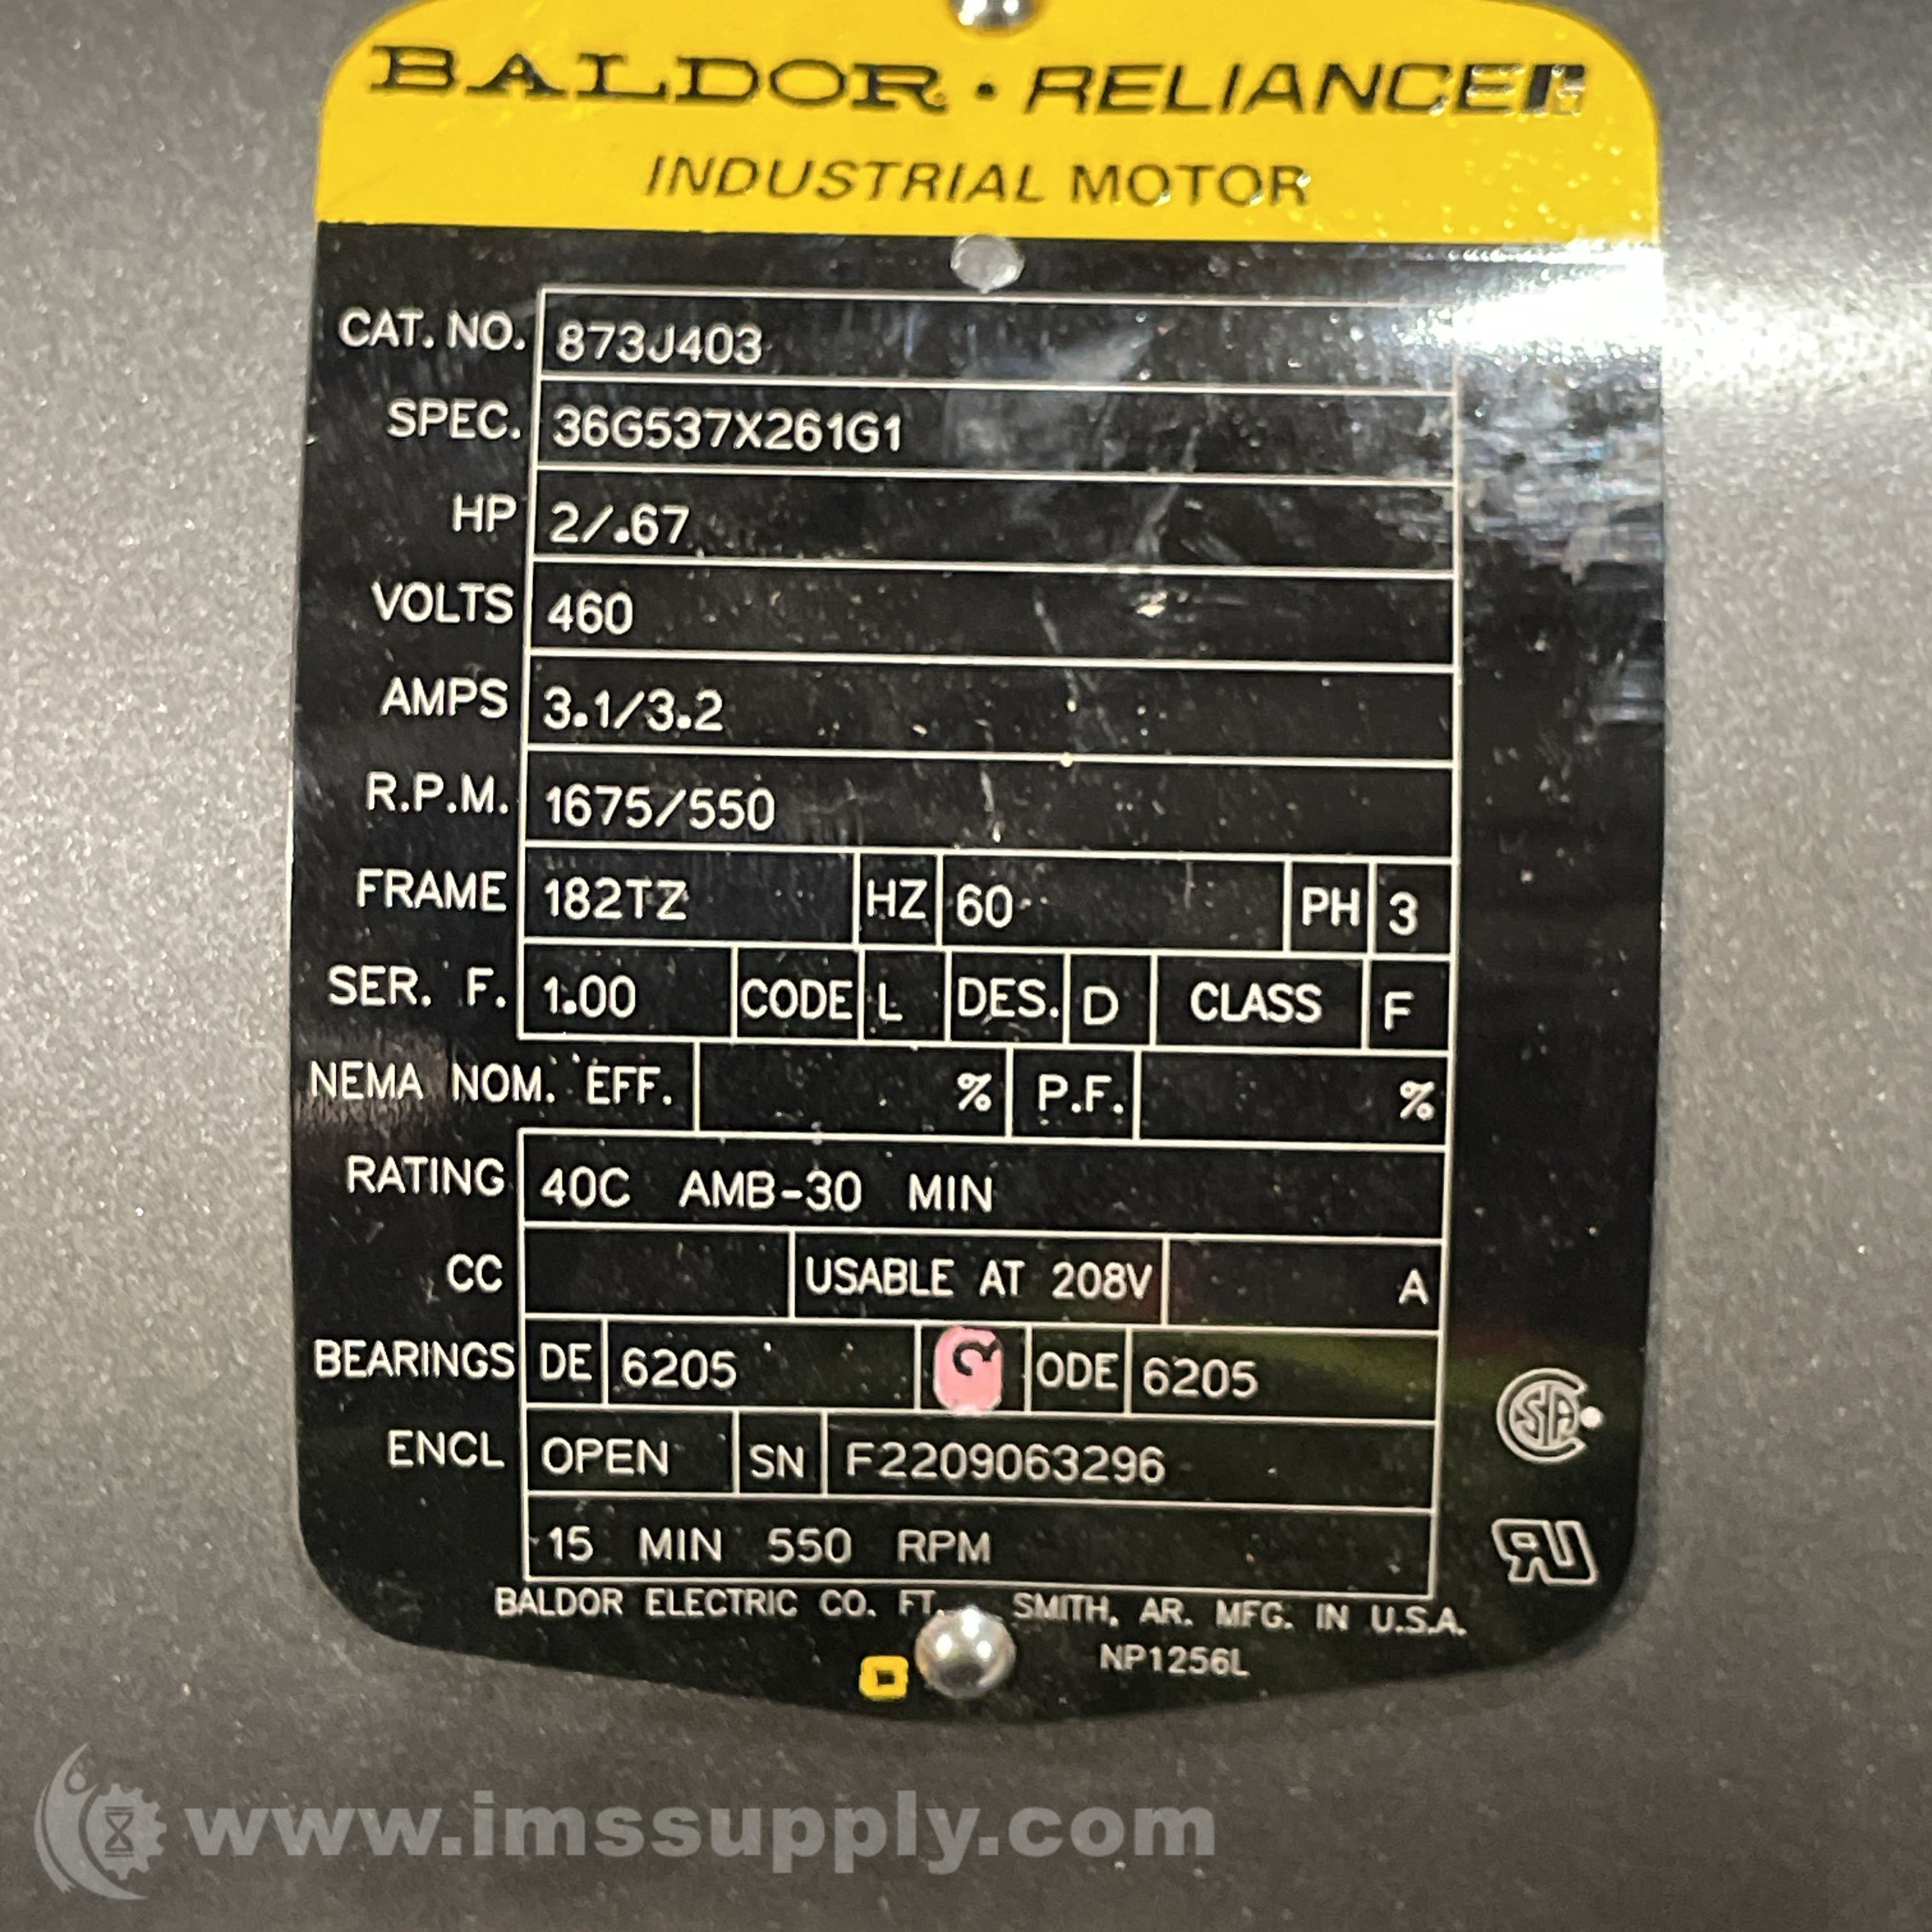 BALDOR · RELIANCE
INDUSTRIAL MOTOR
CAT. NO. 873J403
SPEC. 36G537X261G1
HP 2/.67
VOLTS 460
AMPS 3.1/3.2
R.P.M. 1675/550
FRAME 182TZ HZ 60 PH 3
SER. F. 1.00 CODE L DES. D CLASS F
NEMA NOM. EFF. % P.F. %
RATING 40C AMB-30 MIN
CC USABLE AT 208V A
BEARINGS DE 6205 ODE 6205
ENCL OPEN SN F2209063296
15 MIN 550 RPM
BALDOR ELECTRIC CO. FT. SMITH, AR. MFG. IN U.S.A.
NP1256L
www.imssupply.com